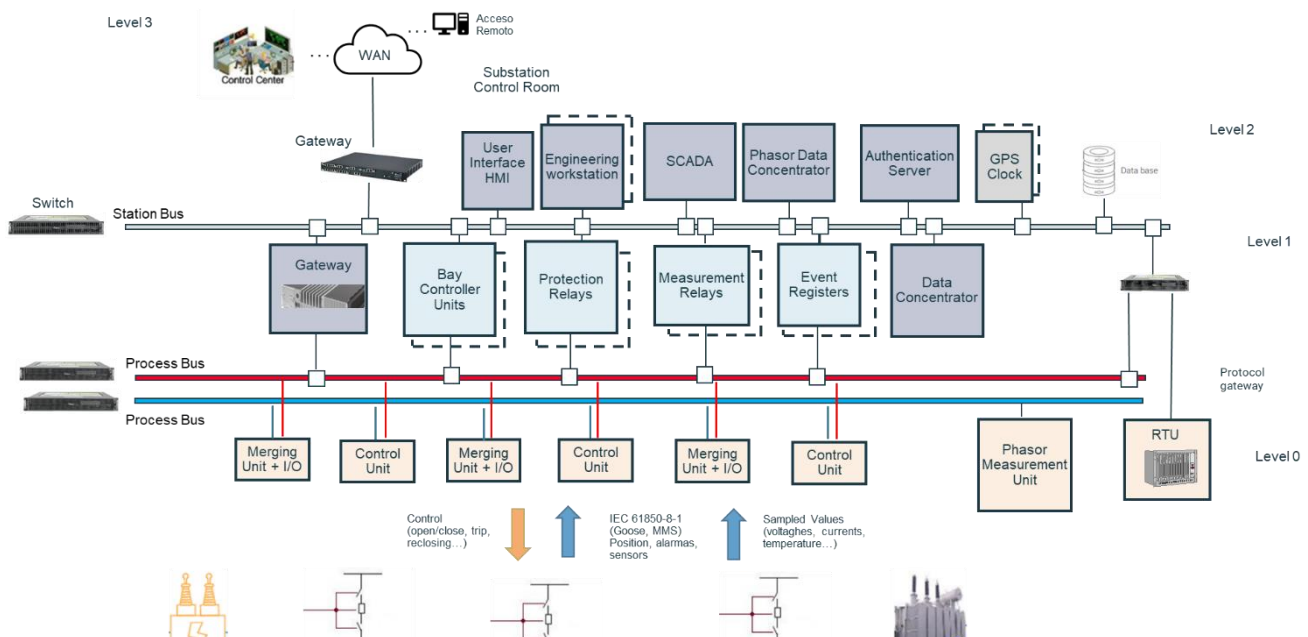 Level 3
Acceso
Remoto
WAN
Control Center
Substation
Control Room
Level 2
Gateway
User
Interface
HMI
Engineering
workstation
SCADA
Phasor Data
Concentrator
Authentication
Server
GPS
Clock
Data base
Switch
Station Bus
Level 1
Gateway
Bay
Controller
Units
Protection
Relays
Measurement
Relays
Event
Registers
Data
Concentrator
Process Bus
Protocol
gateway
Process Bus
Merging
Unit + I/O
Control
Unit
Merging
Unit + I/O
Control
Unit
Merging
Unit + I/O
Control
Unit
Phasor
Measurement
Unit
RTU
Level 0
Control
(open/close, trip,
reclosing…)
IEC 61850-8-1
(Goose, MMS)
Position, alarmas,
sensors
Sampled Values
(voltaghes, currents,
temperature…)